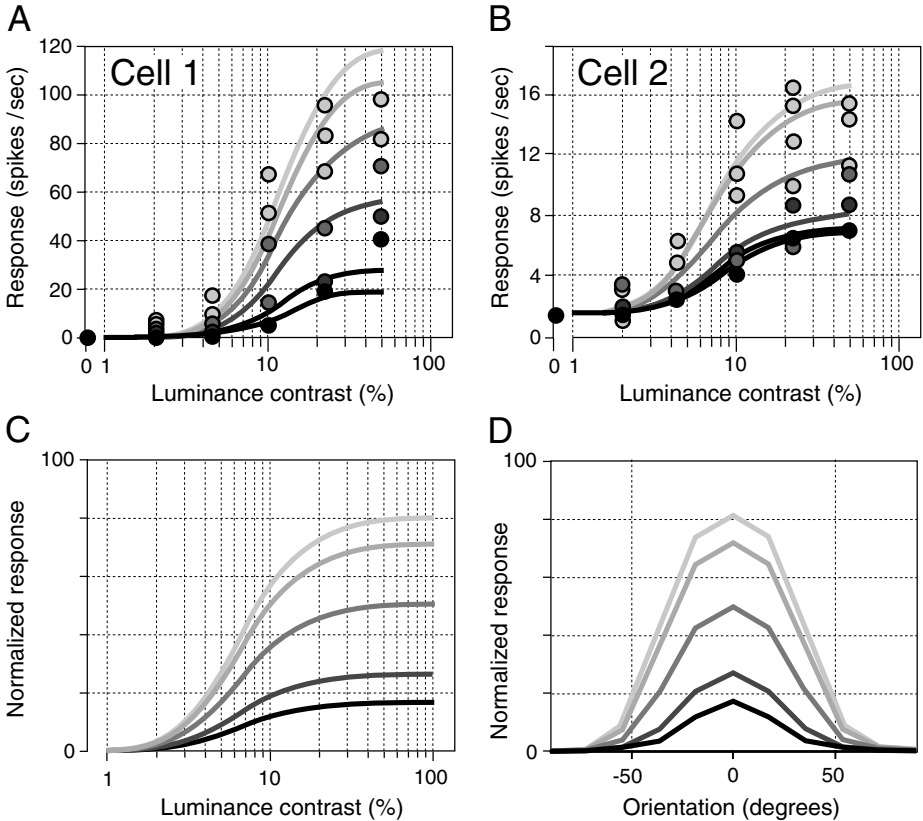 A
Cell 1
Response (spikes / sec)
120
100
80
60
40
20
0
0 1 10 100
Luminance contrast (%)
B
Cell 2
Response (spikes / sec)
16
12
8
4
0
0 1 10 100
Luminance contrast (%)
C
Normalized response
100
0
1 10 100
Luminance contrast (%)
D
Normalized response
100
0
-50 0 50
Orientation (degrees)